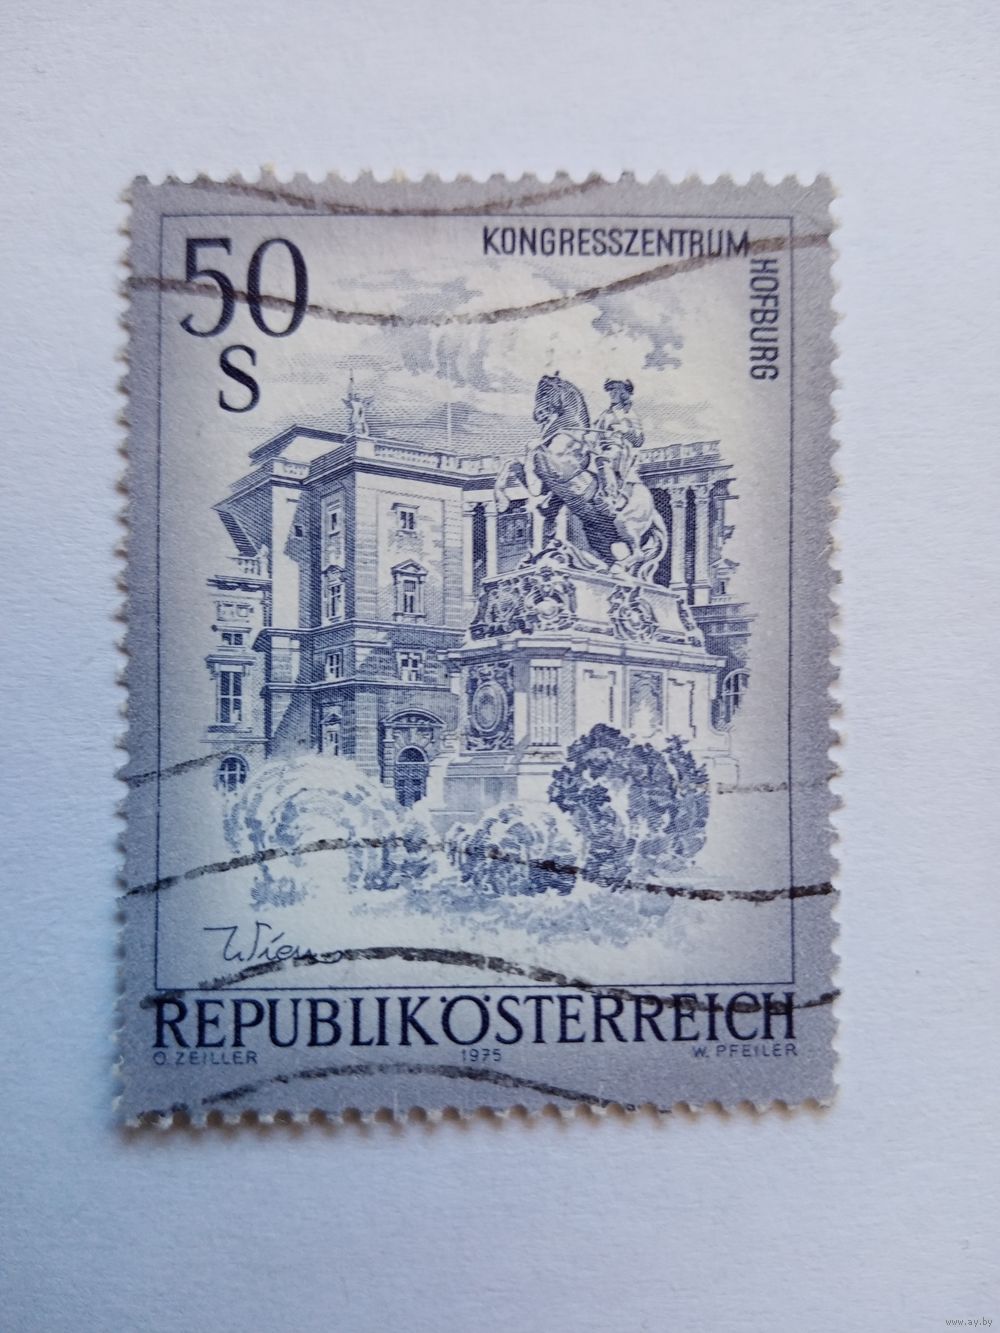 50
S
KONGRESSZENTRUM
HOFBURG
Wien
REPUBLIK ÖSTERREICH
O. ZEILLER 1975 W. PFEILER
www.ay.by